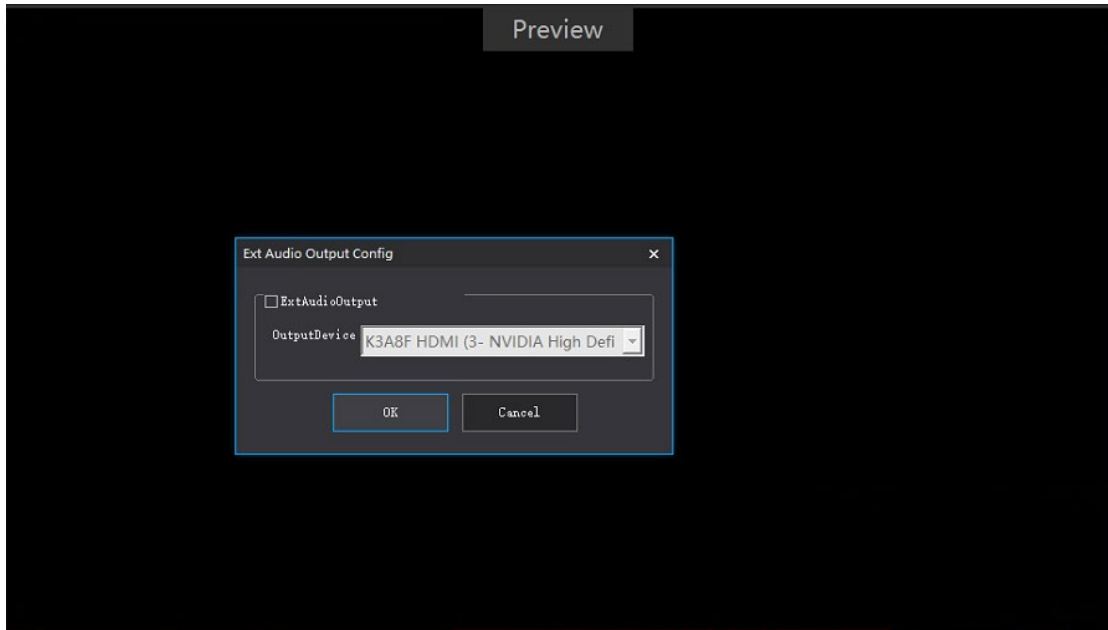 Preview
Ext Audio Output Config
ExtAudioOutput
OutputDevice K3A8F HDMI (3- NVIDIA High Defi
OK Cancel